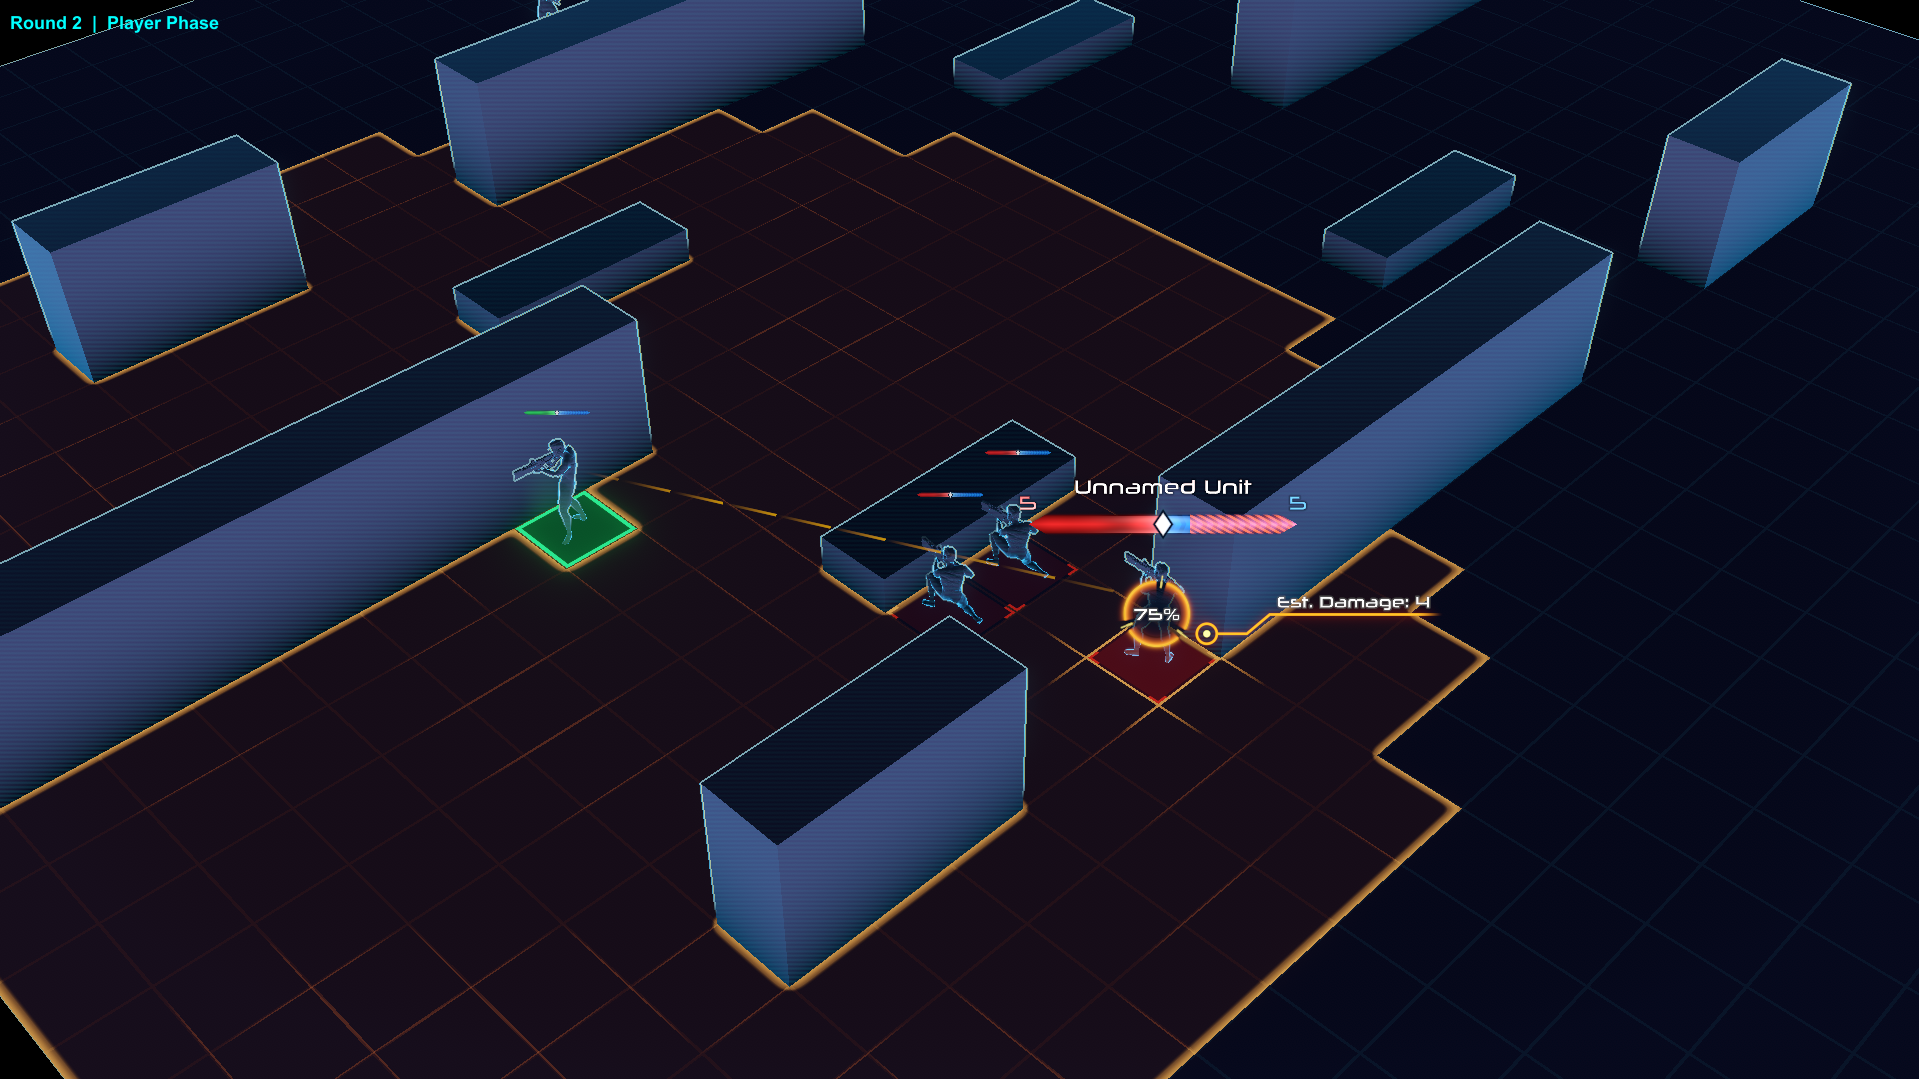 Round 2 | Player Phase
Unnamed Unit
5
5
Est. Damage: 4
75%